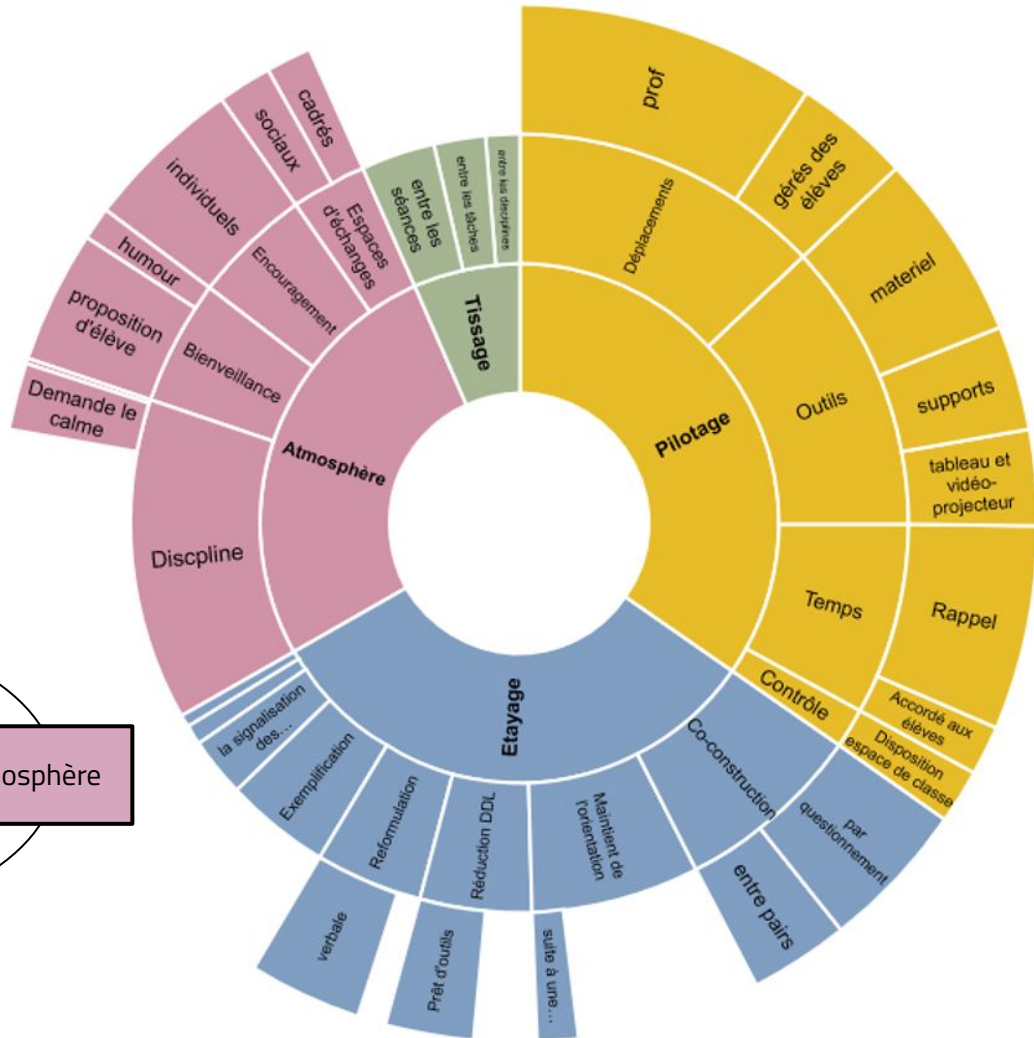 prof
gérés des
élèves
Déplacements
materiel
supports
tableau et
vidéo-
projecteur
Outils
Pilotage
Temps
Rappel
Accordé aux
élèves
Contrôle
Disposition
espace de classe
Etayage
Co-construction
par
questionnement
entre pairs
Maintient de
l'orientation
suite à une…
Réduction DDL
Prêt d'outils
Reformulation
verbale
Exemplification
la signalisation
des…
Atmosphère
Discpline
Demande le
calme
Bienveillance
proposition
d'élève
humour
Encouragement
individuels
sociaux
Espaces
d'échanges
cadrés
Tissage
entre les
séances
entre les tâches
entre les disciplines
osphère